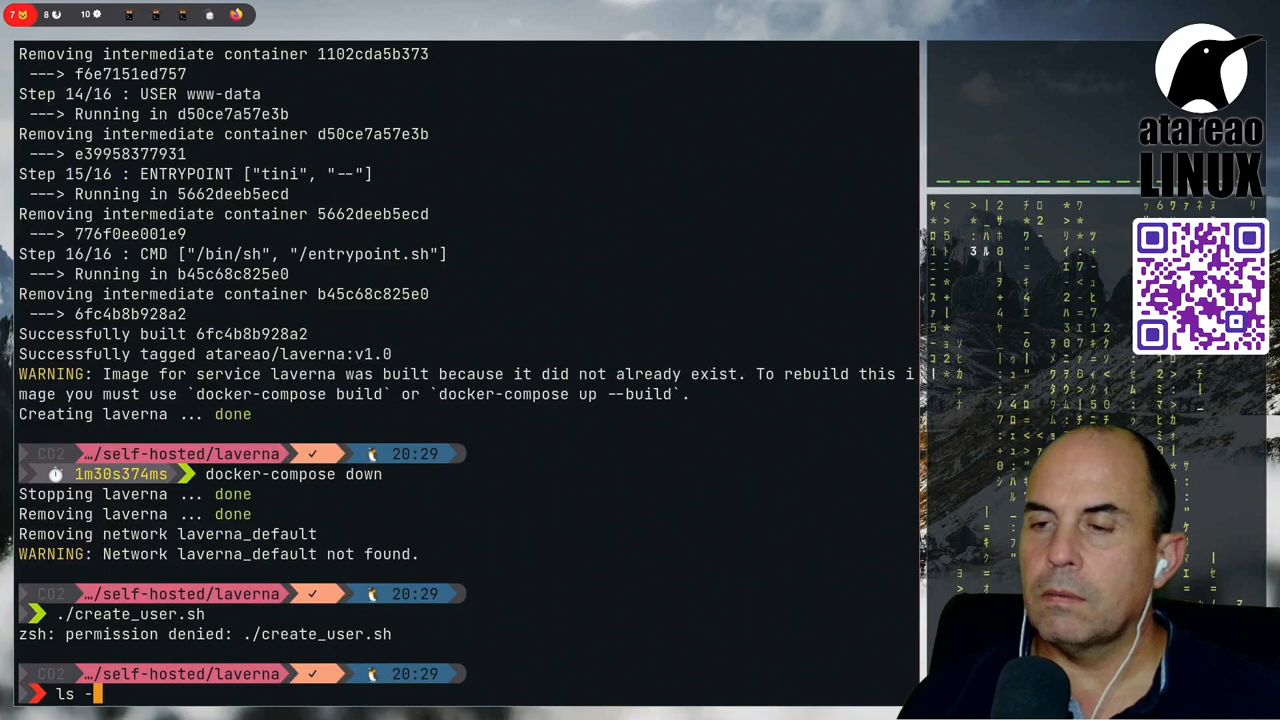 7 8 10
Removing intermediate container 1102cda5b373
---> f6e7151ed757
Step 14/16 : USER www-data
---> Running in d50ce7a57e3b
Removing intermediate container d50ce7a57e3b
---> e39958377931
Step 15/16 : ENTRYPOINT ["tini", "--"]
---> Running in 5662deeb5ecd
Removing intermediate container 5662deeb5ecd
---> 776f0ee001e9
Step 16/16 : CMD ["/bin/sh", "/entrypoint.sh"]
---> Running in b45c68c825e0
Removing intermediate container b45c68c825e0
---> 6fc4b8b928a2
Successfully built 6fc4b8b928a2
Successfully tagged atareao/laverna:v1.0
WARNING: Image for service laverna was built because it did not already exist. To rebuild this i
mage you must use `docker-compose build` or `docker-compose up --build`.
Creating laverna ... done
CO2 …/self-hosted/laverna ✓ 20:29
1m30s374ms docker-compose down
Stopping laverna ... done
Removing laverna ... done
Removing network laverna_default
WARNING: Network laverna_default not found.
CO2 …/self-hosted/laverna ✓ 20:29
./create_user.sh
zsh: permission denied: ./create_user.sh
CO2 …/self-hosted/laverna ✓ 20:29
ls -
atareao
LINUX